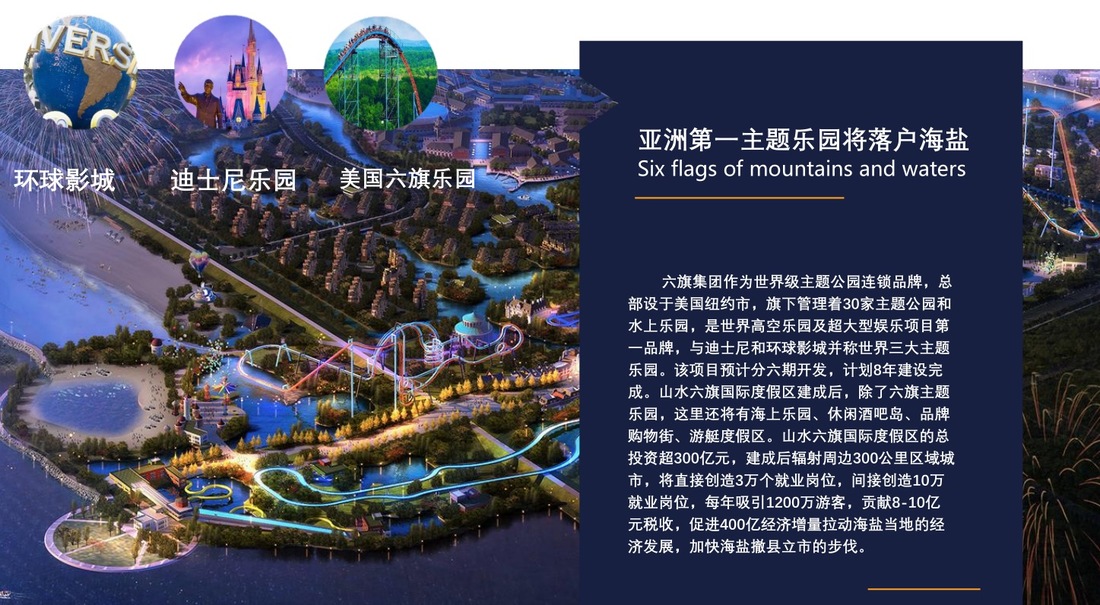 VERS
环球影城
迪士尼乐园
美国六旗乐园
亚洲第一主题乐园将落户海盐
Six flags of mountains and waters
六旗集团作为世界级主题公园连锁品牌，总
部设于美国纽约市，旗下管理着30家主题公园和
水上乐园，是世界高空乐园及超大型娱乐项目第
一品牌，与迪士尼和环球影城并称世界三大主题
乐园。该项目预计分六期开发，计划8年建设完
成。山水六旗国际度假区建成后，除了六旗主题
乐园，这里还将有海上乐园、休闲酒吧岛、品牌
购物街、游艇度假区。山水六旗国际度假区的总
投资超300亿元，建成后辐射周边300公里区域城
市，将直接创造3万个就业岗位，间接创造10万
就业岗位，每年吸引1200万游客，贡献8-10亿
元税收，促进400亿经济增量拉动海盐当地的经
济发展，加快海盐撤县立市的步伐。